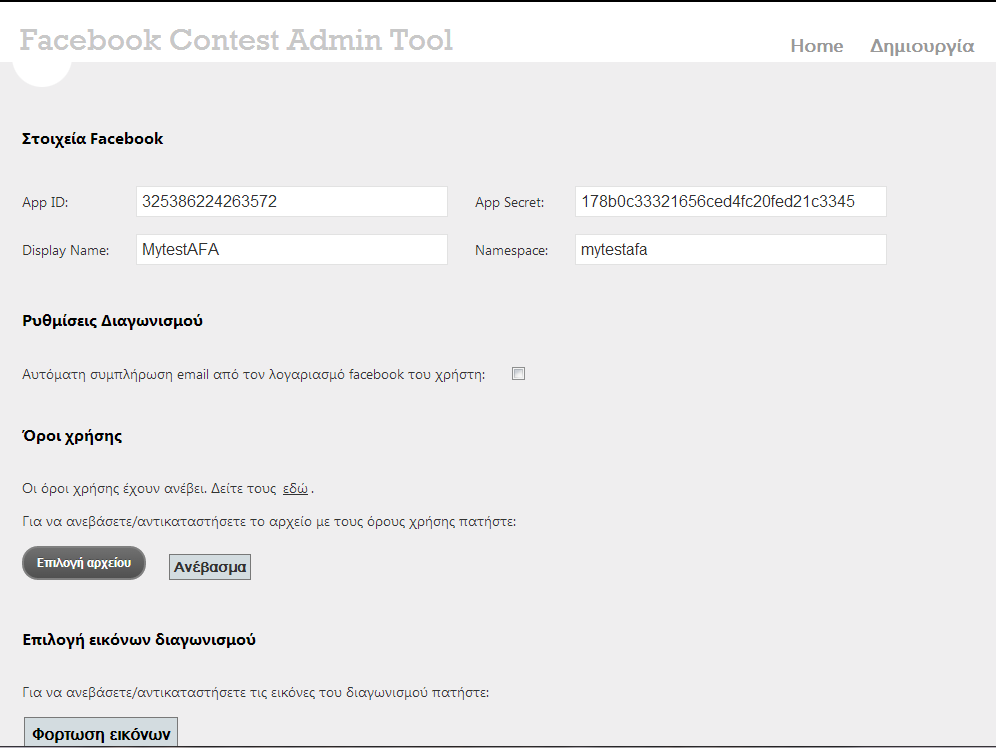 Facebook Contest Admin Tool
Home Δημιουργία
Στοιχεία Facebook
App ID: 325386224263572 App Secret: 178b0c33321656ced4fc20fed21c3345
Display Name: MytestAFA Namespace: mytestafa
Ρυθμίσεις Διαγωνισμού
Αυτόματη συμπλήρωση email από τον λογαριασμό facebook του χρήστη:
Όροι χρήσης
Οι όροι χρήσης έχουν ανέβει. Δείτε τους εδώ .
Για να ανεβάσετε/αντικαταστήσετε το αρχείο με τους όρους χρήσης πατήστε:
Επιλογή αρχείου Ανέβασμα
Επιλογή εικόνων διαγωνισμού
Για να ανεβάσετε/αντικαταστήσετε τις εικόνες του διαγωνισμού πατήστε:
Φορτωση εικόνων